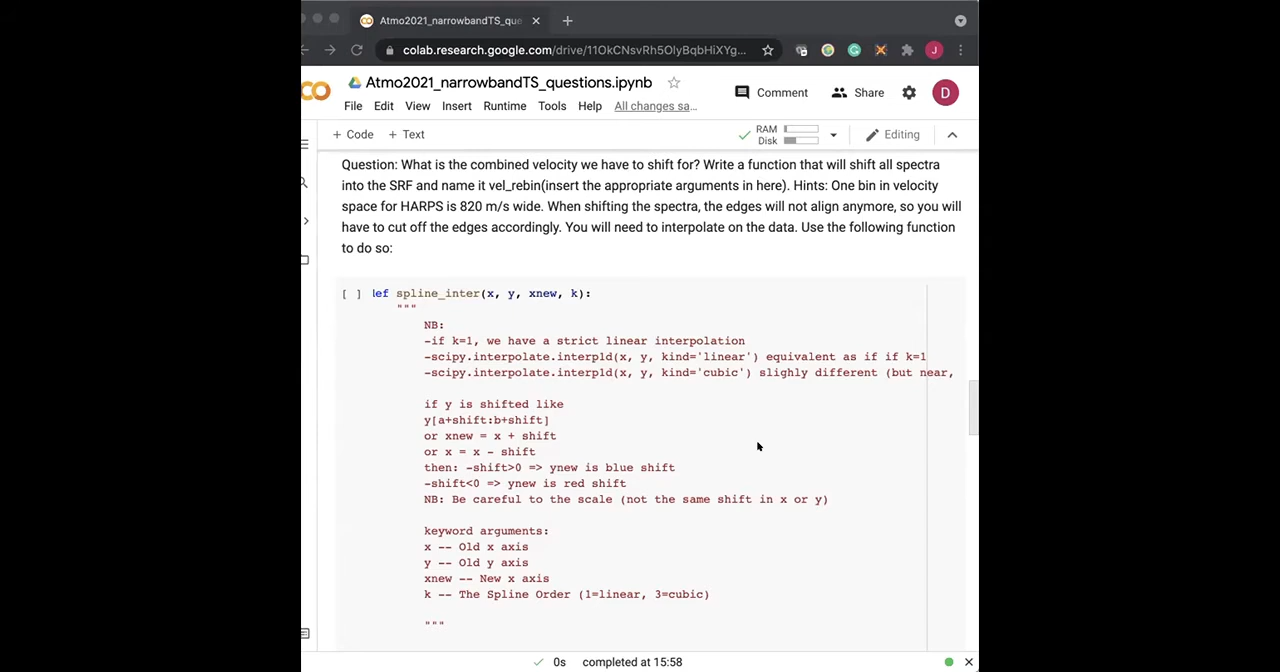 Atmo2021_narrowbandTS_que
colab.research.google.com/drive/11OkCNsvRh5OlyBqbHiXYg...
J
Atmo2021_narrowbandTS_questions.ipynb
Comment
Share
D
File Edit View Insert Runtime Tools Help All changes sa...
+ Code + Text
RAM
Disk
Editing
Question: What is the combined velocity we have to shift for? Write a function that will shift all spectra
into the SRF and name it vel_rebin(insert the appropriate arguments in here). Hints: One bin in velocity
space for HARPS is 820 m/s wide. When shifting the spectra, the edges will not align anymore, so you will
have to cut off the edges accordingly. You will need to interpolate on the data. Use the following function
to do so:
[ ] def spline_inter(x, y, xnew, k):
"""
NB:
-if k=1, we have a strict linear interpolation
-scipy.interpolate.interp1d(x, y, kind='linear') equivalent as if if k=1
-scipy.interpolate.interp1d(x, y, kind='cubic') slighly different (but near,
if y is shifted like
y[a+shift:b+shift]
or xnew = x + shift
or x = x - shift
then: -shift>0 => ynew is blue shift
-shift<0 => ynew is red shift
NB: Be careful to the scale (not the same shift in x or y)
keyword arguments:
x -- Old x axis
y -- Old y axis
xnew -- New x axis
k -- The Spline Order (1=linear, 3=cubic)
"""
0s completed at 15:58